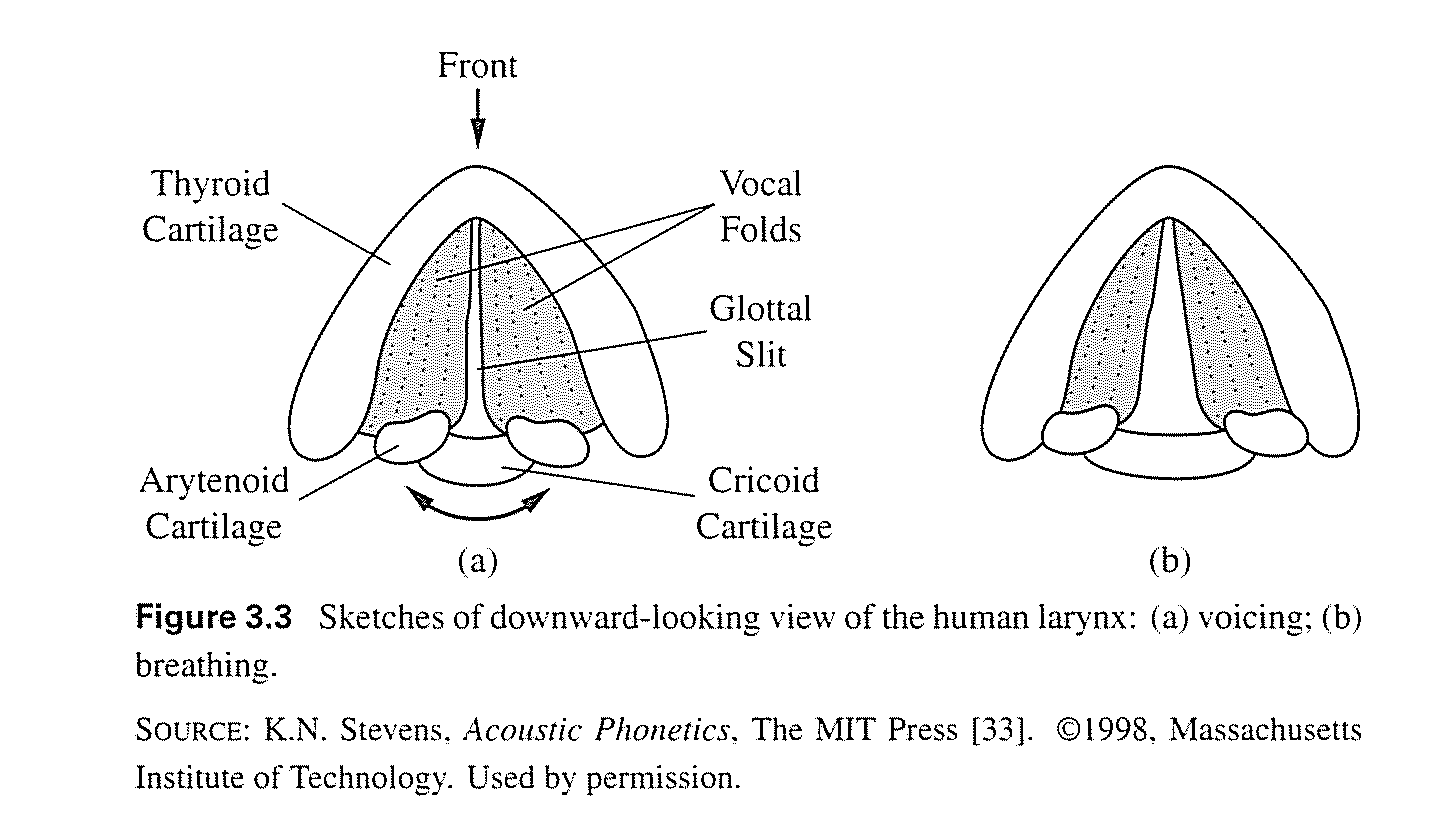 Front
Thyroid
Cartilage
Vocal
Folds
Glottal
Slit
Arytenoid
Cartilage
Cricoid
Cartilage
(a)
(b)
Figure 3.3 Sketches of downward-looking view of the human larynx: (a) voicing; (b)
breathing.
SOURCE: K.N. Stevens, Acoustic Phonetics, The MIT Press [33]. ©1998, Massachusetts
Institute of Technology. Used by permission.